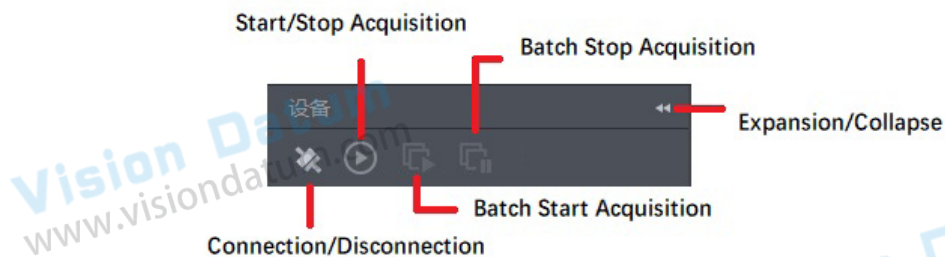 Start/Stop Acquisition
Batch Stop Acquisition
设备
Expansion/Collapse
Vision Datum
www.visiondatum.com
Batch Start Acquisition
Connection/Disconnection